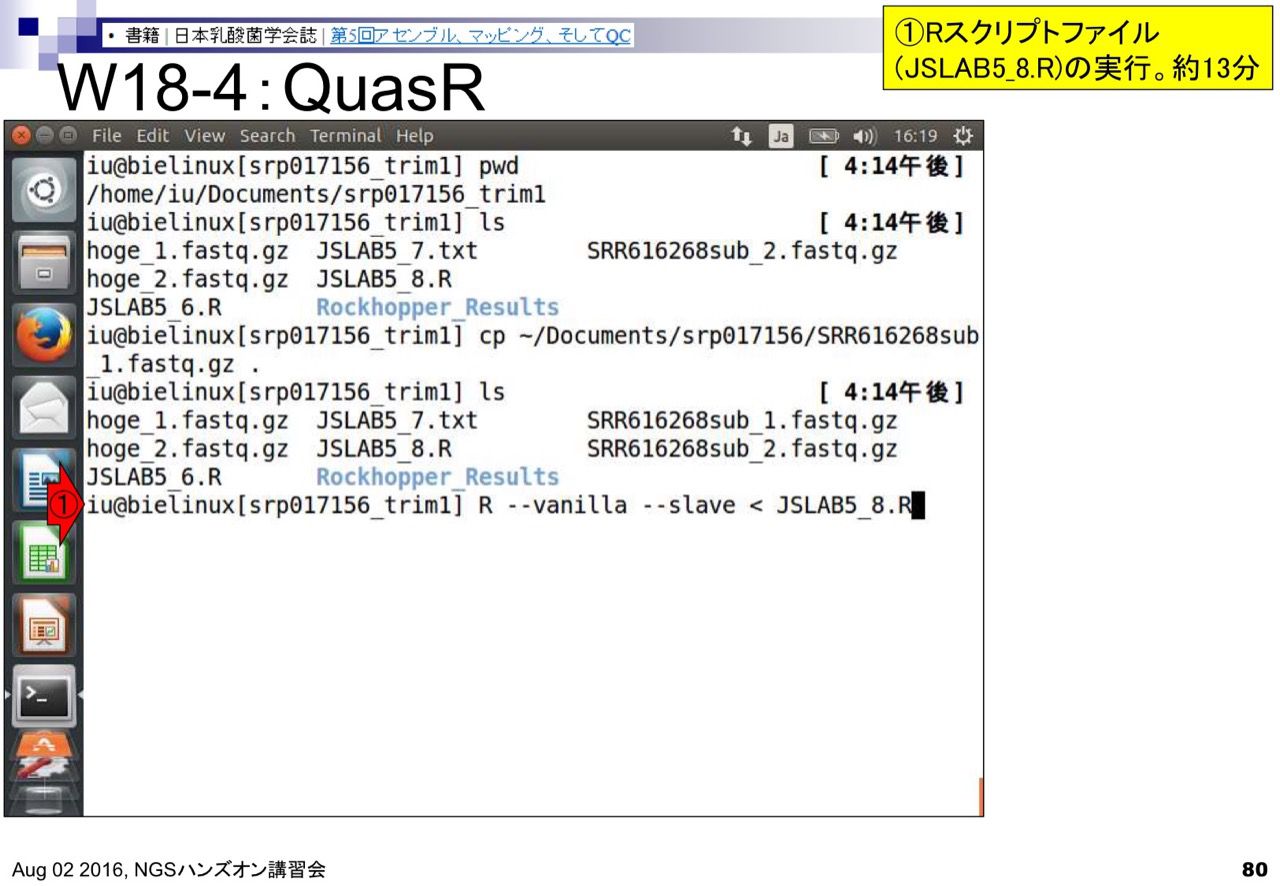 ・ 書籍 | 日本乳酸菌学会誌 | 第5回アセンブル、マッピング、そしてQC
①Rスクリプトファイル
(JSLAB5_8.R)の実行。約13分
W18-4：QuasR
File Edit View Search Terminal Help
Ja
16:19
iu@bielinux[srp017156_trim1] pwd [ 4:14午後]
/home/iu/Documents/srp017156_trim1
iu@bielinux[srp017156_trim1] ls [ 4:14午後]
hoge_1.fastq.gz JSLAB5_7.txt SRR616268sub_2.fastq.gz
hoge_2.fastq.gz JSLAB5_8.R
JSLAB5_6.R Rockhopper_Results
iu@bielinux[srp017156_trim1] cp ~/Documents/srp017156/SRR616268sub
_1.fastq.gz .
iu@bielinux[srp017156_trim1] ls [ 4:14午後]
hoge_1.fastq.gz JSLAB5_7.txt SRR616268sub_1.fastq.gz
hoge_2.fastq.gz JSLAB5_8.R SRR616268sub_2.fastq.gz
JSLAB5_6.R Rockhopper_Results
① iu@bielinux[srp017156_trim1] R --vanilla --slave < JSLAB5_8.R
Aug 02 2016, NGSハンズオン講習会
80